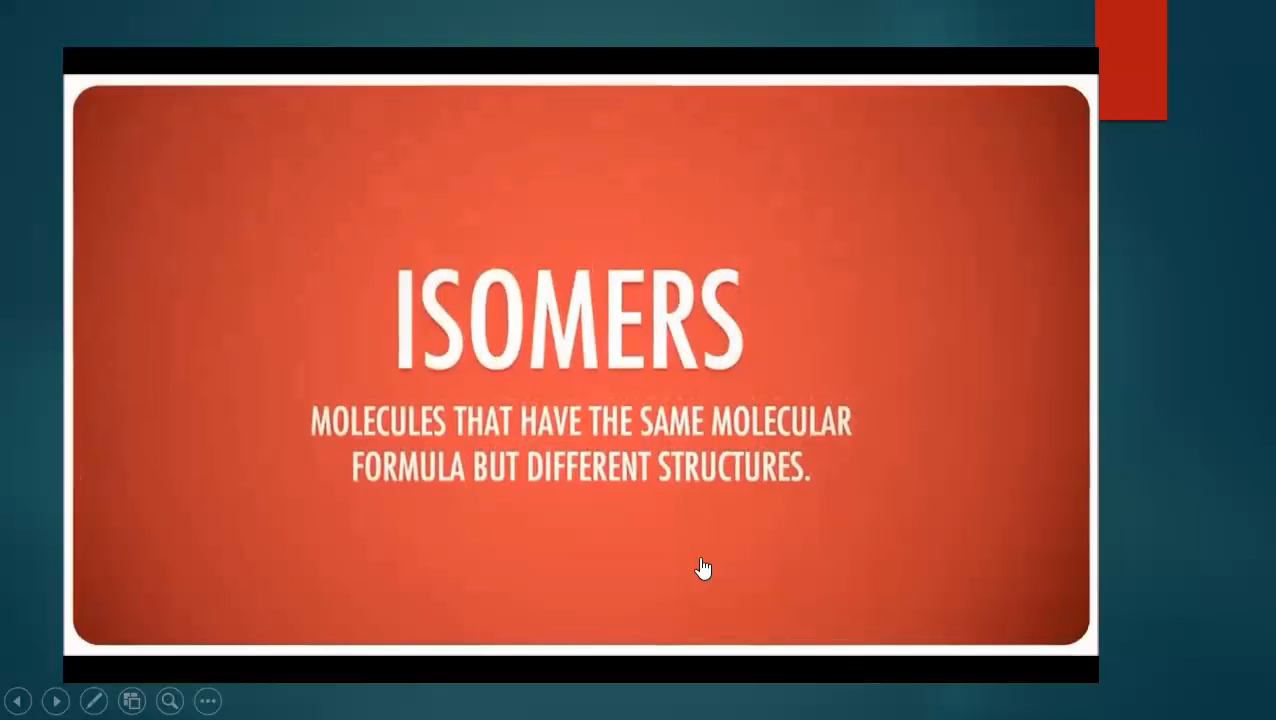 ISOMERS
MOLECULES THAT HAVE THE SAME MOLECULAR
FORMULA BUT DIFFERENT STRUCTURES.